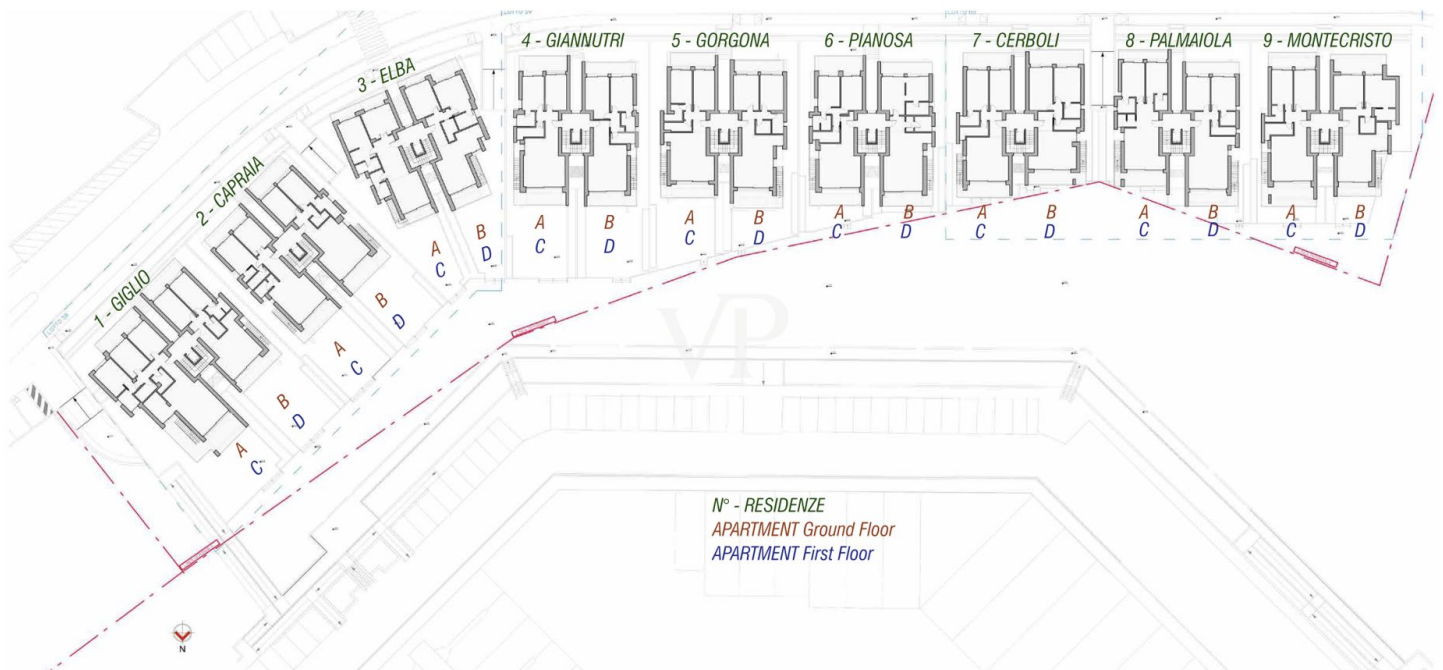 4 - GIANNUTRI
5 - GORGONA
6 - PIANOSA
7 - CERBOLI
8 - PALMAIOLA
9 - MONTECRISTO
3 - ELBA
2 - CAPRAIA
1 - GIGLIO
A B
C D
A B
C D
A B
C D
A B
C D
A B
C D
A B
C D
A B
C D
A B
C D
A B
C D
VP
N° - RESIDENZE
APARTMENT Ground Floor
APARTMENT First Floor
N